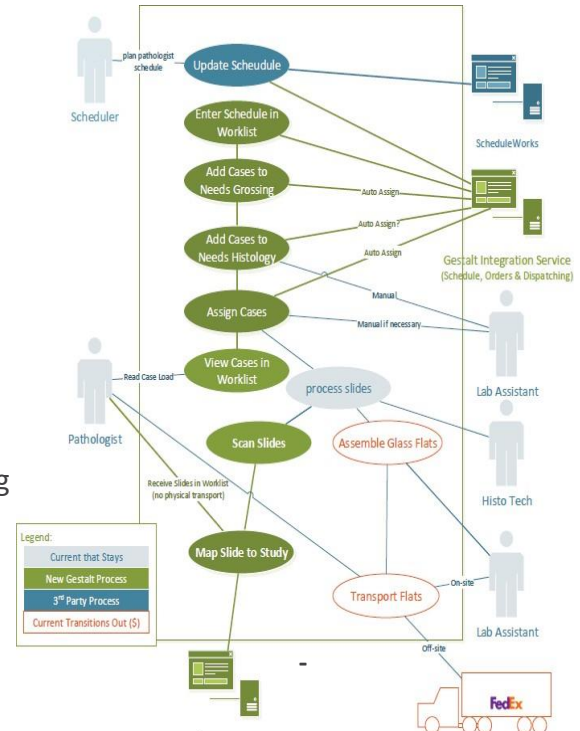 plan pathologist
schedule
Update Scheudule
Scheduler
ScheduleWorks
Enter Schedule in
Worklist
Add Cases to
Needs Grossing
Auto Assign
Auto Assign?
Add Cases to
Needs Histology
Auto Assign
Gestalt Integration Service
(Schedule, Orders & Dispatching)
Manual
Assign Cases
Manual if necessary
View Cases in
Worklist
Read Case Load
process slides
Lab Assistant
Pathologist
Scan Slides
Assemble Glass Flats
g
Receive Slides in Worklist
(no physical transport)
Histo Tech
Legend:
Current that Stays
New Gestalt Process
3rd Party Process
Current Transitions Out ($)
Map Slide to Study
On-site
Transport Flats
Lab Assistant
Off-site
-
FedEx